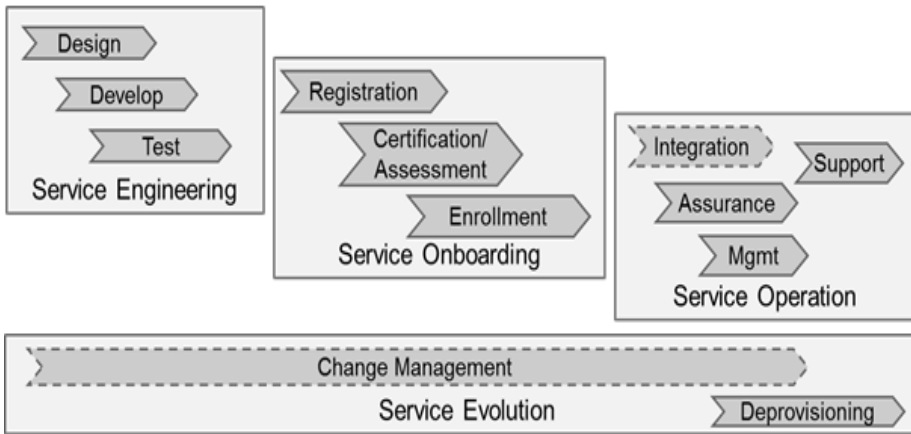 Design
Develop
Test
Service Engineering
Registration
Certification/
Assessment
Enrollment
Service Onboarding
Integration
Support
Assurance
Mgmt
Service Operation
Change Management
Service Evolution
Deprovisioning